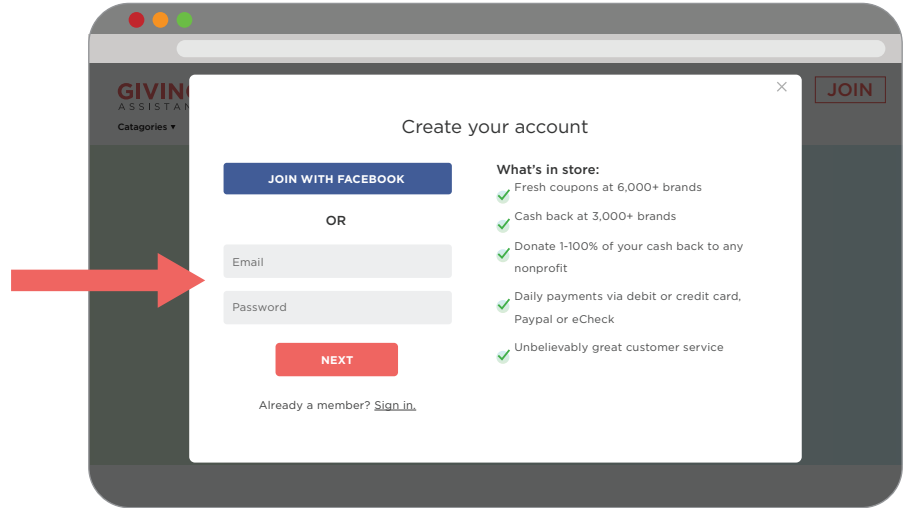 GIVIN
ASSISTAN
Catagories ▾
JOIN
Create your account
JOIN WITH FACEBOOK
OR
Email
Password
NEXT
Already a member? Sign in.
What's in store:
Fresh coupons at 6,000+ brands
Cash back at 3,000+ brands
Donate 1-100% of your cash back to any
nonprofit
Daily payments via debit or credit card,
Paypal or eCheck
Unbelievably great customer service